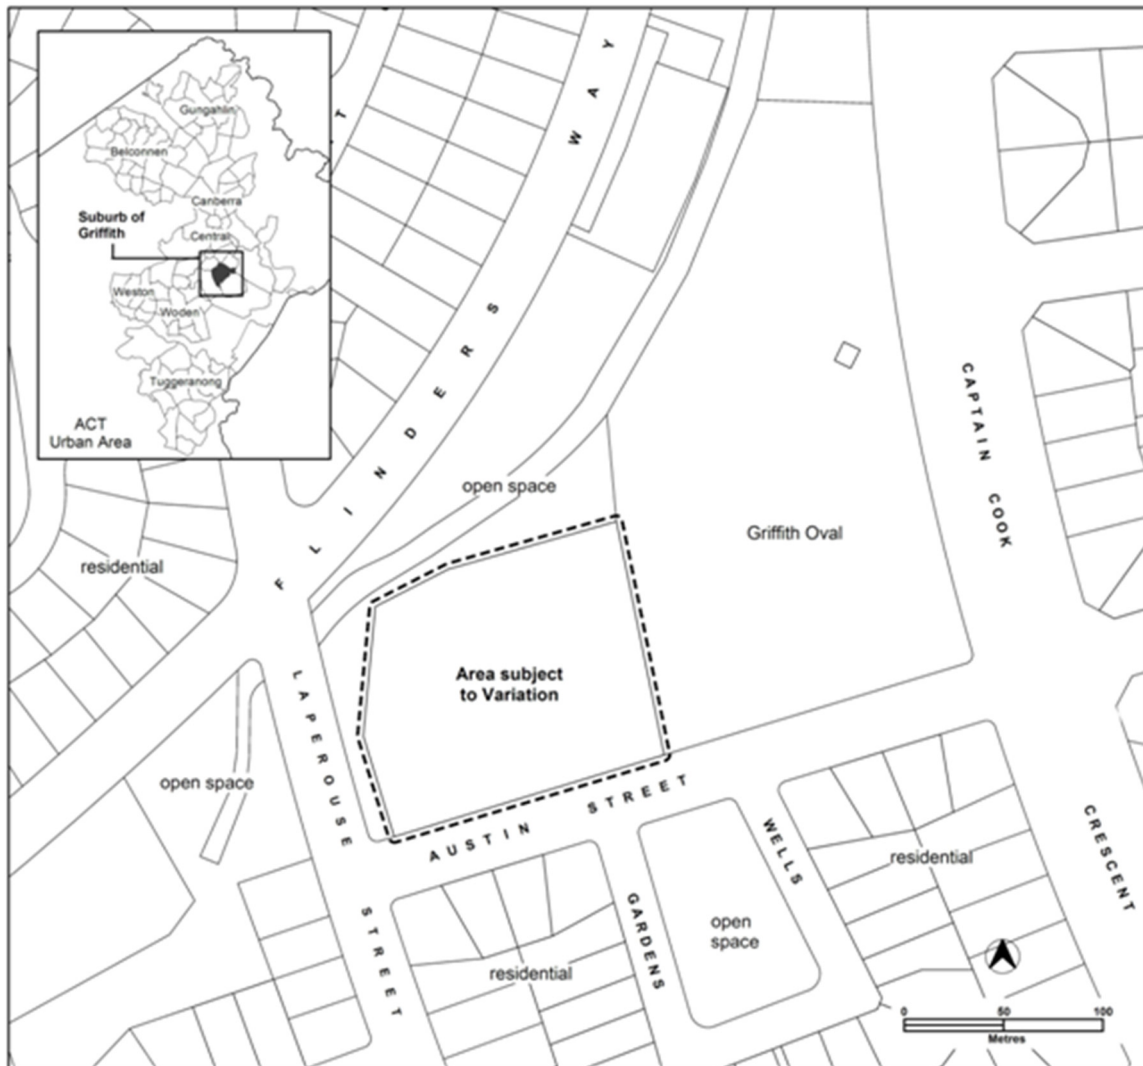 Gungahlin
Belconnen
Canberra
Suburb of
Griffith
Central
Weston
Woden
Tuggeranong
ACT
Urban Area
FLINDERS WAY
T
CAPTAIN COOK
open space
Griffith Oval
residential
Area subject
to Variation
LAPEROUSE
open space
AUSTIN STREET
WELLS
CRESCENT
residential
STREET
GARDENS
open
space
residential
0 50 100
Metres